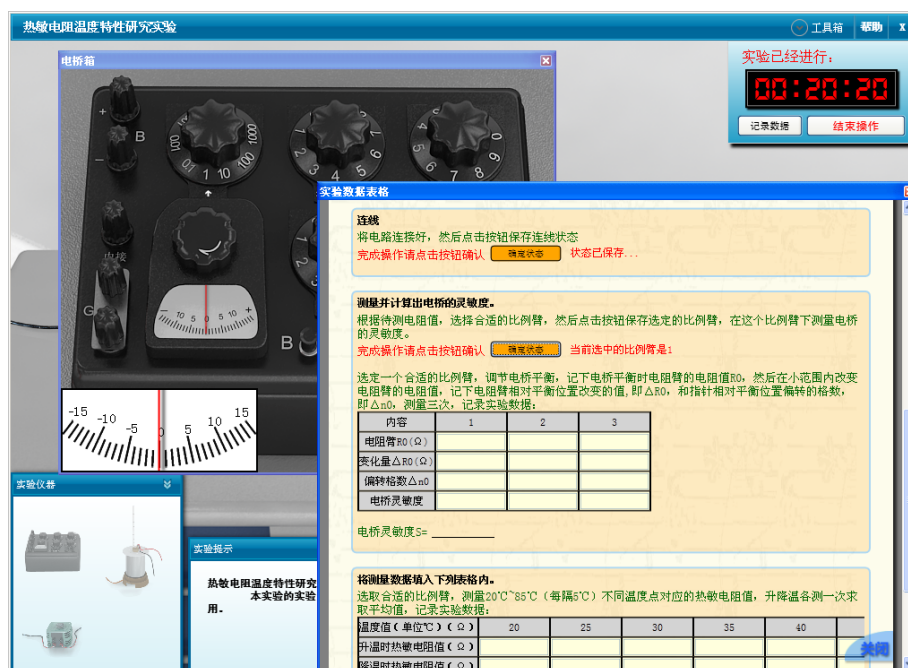 热敏电阻温度特性研究实验
工具箱 帮助 X
电桥箱
实验已经进行:
00:20:20
记录数据 结束操作
+
B
-
0.1 1 10 100 1000
内接
G
B
10 5 0 5 10 +
-15 -10 -5 0 5 10 15
实验仪器
实验提示
热敏电阻温度特性研究
本实验的实验
用。
实验数据表格
连线
将电路连接好，然后点击按钮保存连线状态
完成操作请点击按钮确认 确定状态 状态已保存...
测量并计算出电桥的灵敏度。
根据待测电阻值，选择合适的比例臂，然后点击按钮保存选定的比例臂，在这个比例臂下测量电桥
的灵敏度。
完成操作请点击按钮确认 确定状态 当前选中的比例臂是1
选定一个合适的比例臂，调节电桥平衡，记下电桥平衡时电阻臂的电阻值R0，然后在小范围内改变
电阻臂的电阻值，记下电阻臂相对平衡位置改变的值,即△R0，和指针相对平衡位置偏转的格数，
即△n0，测量三次，记录实验数据:
内容 1 2 3
电阻臂R0(Ω)
变化量△R0(Ω)
偏转格数△n0
电桥灵敏度
电桥灵敏度S=
将测量数据填入下列表格内。
选取合适的比例臂，测量20℃~85℃（每隔5℃）不同温度点对应的热敏电阻值，升降温各测一次求
取平均值，记录实验数据:
温度值(单位℃)(Ω) 20 25 30 35 40
升温时热敏电阻值(Ω)
降温时热敏电阻值(Ω)
关闭